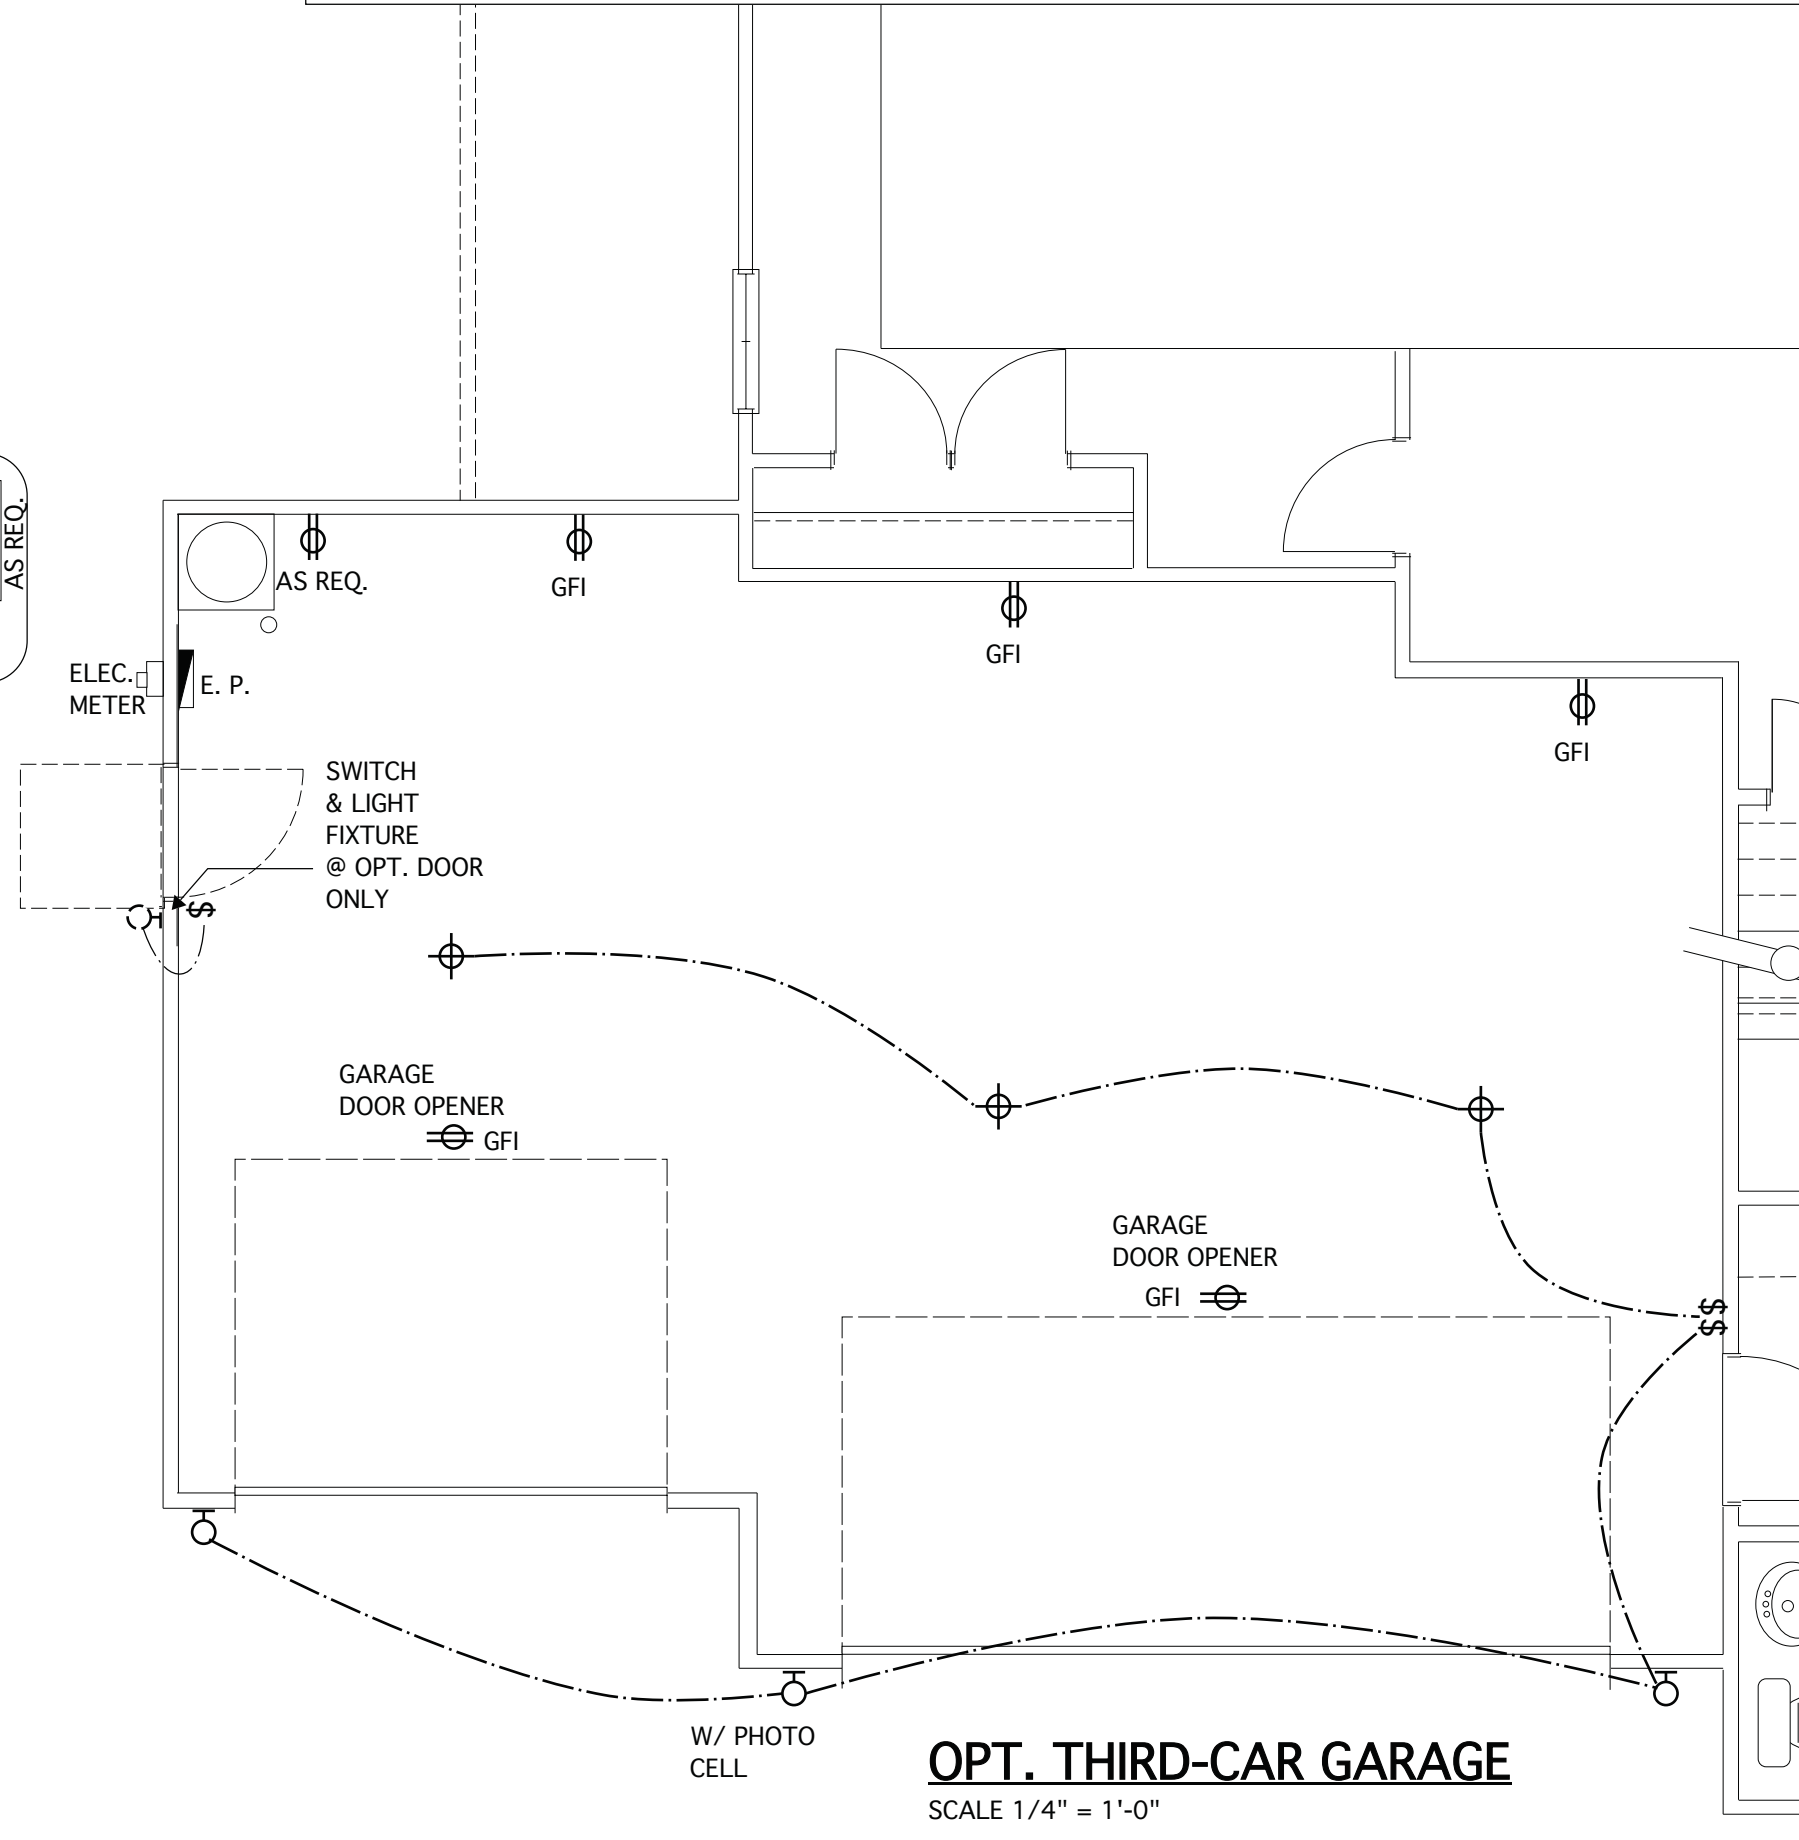 AS REQ.
AS REQ.
GFI
GFI
ELEC.
METER
E. P.
GFI
SWITCH
& LIGHT
FIXTURE
@ OPT. DOOR
ONLY
$
GARAGE
DOOR OPENER
GFI
GARAGE
DOOR OPENER
GFI
$
$
W/ PHOTO
CELL
OPT. THIRD-CAR GARAGE
SCALE 1/4" = 1'-0"